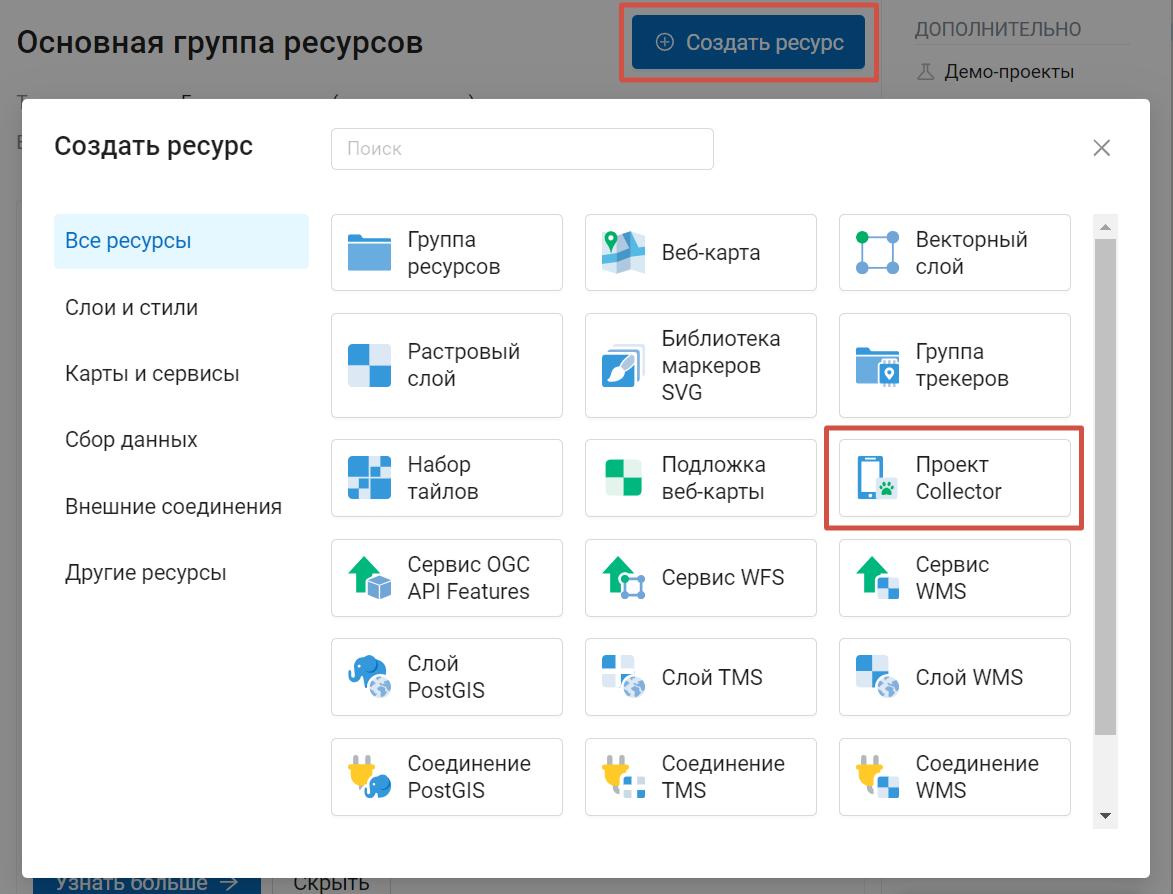 Основная группа ресурсов
Создать ресурс
ДОПОЛНИТЕЛЬНО
Демо-проекты
Создать ресурс
Поиск
Все ресурсы
Слои и стили
Карты и сервисы
Сбор данных
Внешние соединения
Другие ресурсы
Группа
ресурсов
Веб-карта
Векторный
слой
Растровый
слой
Библиотека
маркеров
SVG
Группа
трекеров
Набор
тайлов
Подложка
веб-карты
Проект
Collector
Сервис OGC
API Features
Сервис WFS
Сервис
WMS
Слой
PostGIS
Слой TMS
Слой WMS
Соединение
PostGIS
Соединение
TMS
Соединение
WMS
Узнать больше
Скрыть